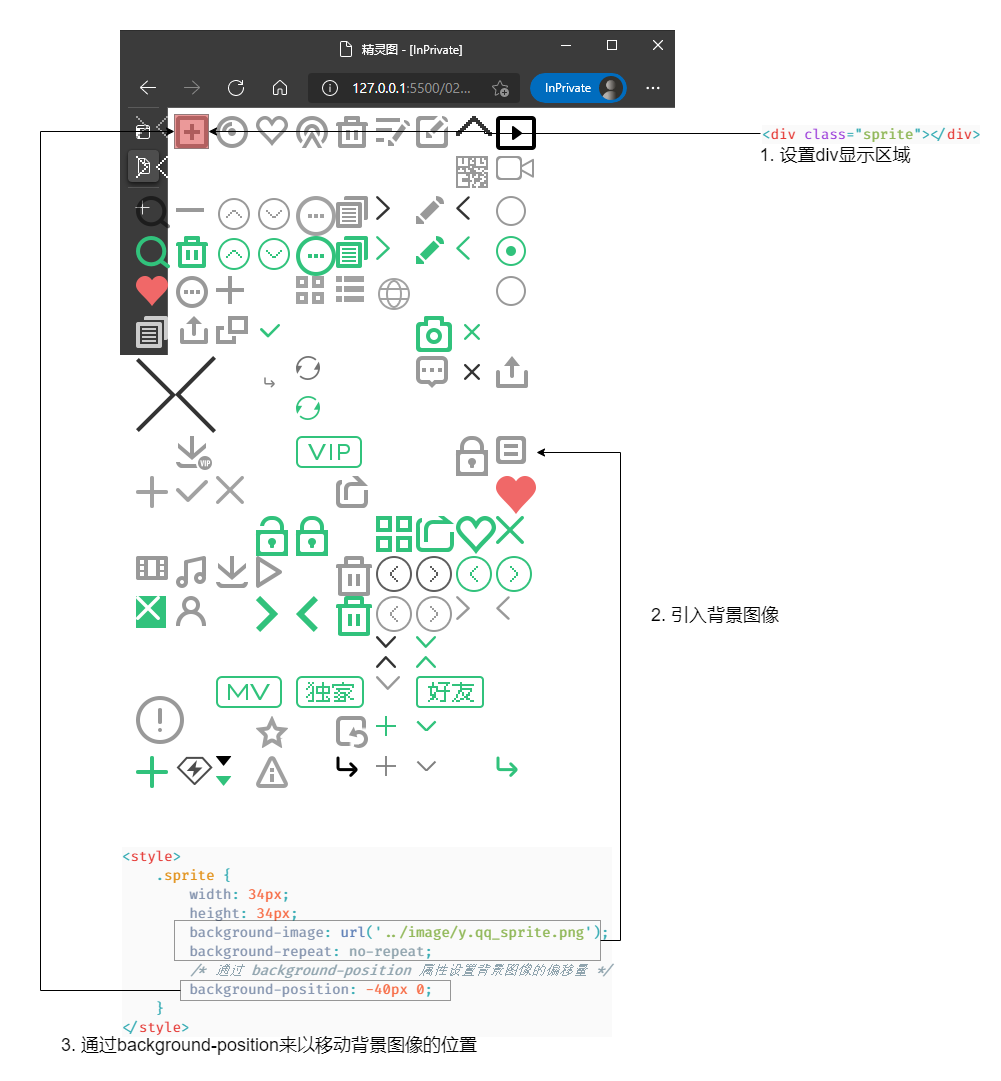 精灵图 - [InPrivate]
127.0.0.1:5500/02...
InPrivate
<div class="sprite"></div>
1. 设置div显示区域
VIP
VIP
2. 引入背景图像
MV
独家
好友
<style>
.sprite {
width: 34px;
height: 34px;
background-image: url('../image/y.qq_sprite.png');
background-repeat: no-repeat;
/* 通过 background-position 属性设置背景图像的偏移量 */
background-position: -40px 0;
}
</style>
3. 通过background-position来以移动背景图像的位置